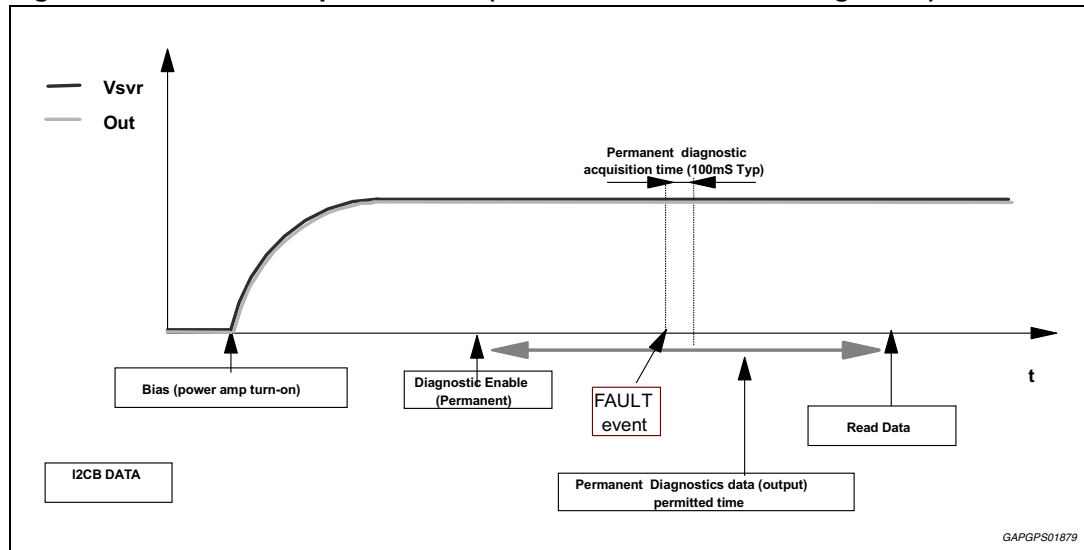 Vsvr
Out
Permanent diagnostic
acquisition time (100mS Typ)
t
Bias (power amp turn-on)
Diagnostic Enable
(Permanent)
FAULT
event
Read Data
I2CB DATA
Permanent Diagnostics data (output)
permitted time
GAPGPS01879